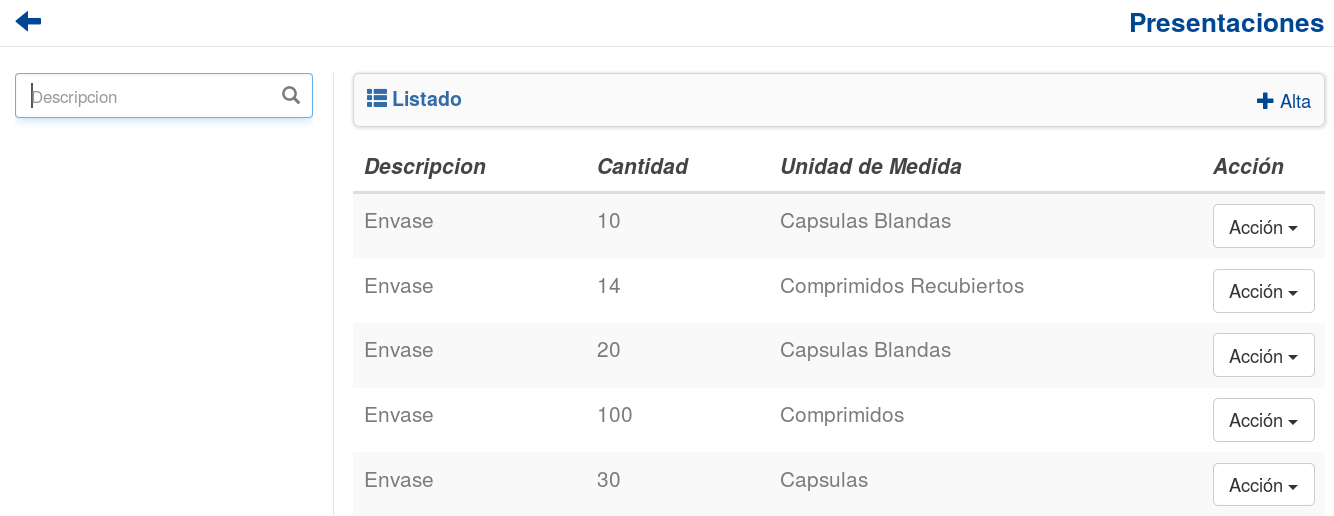 Presentaciones
Descripcion
Listado
Alta
Descripcion Cantidad Unidad de Medida Acción
Envase 10 Capsulas Blandas Acción
Envase 14 Comprimidos Recubiertos Acción
Envase 20 Capsulas Blandas Acción
Envase 100 Comprimidos Acción
Envase 30 Capsulas Acción